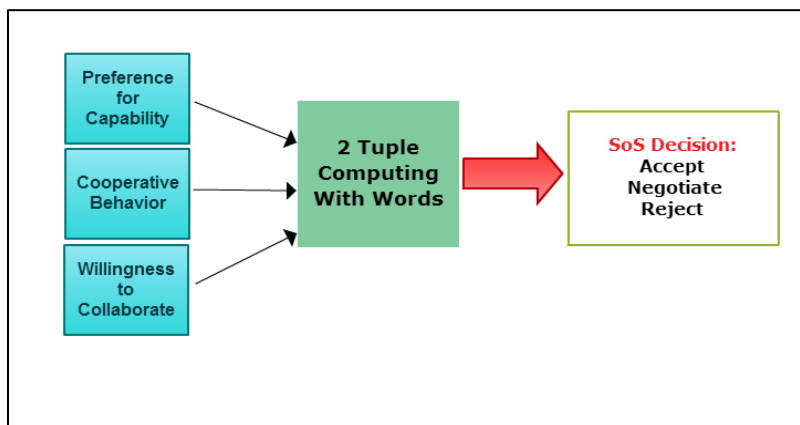 Preference
for
Capability
Cooperative
Behavior
Willingness
to
Collaborate
2 Tuple
Computing
With Words
SoS Decision:
Accept
Negotiate
Reject